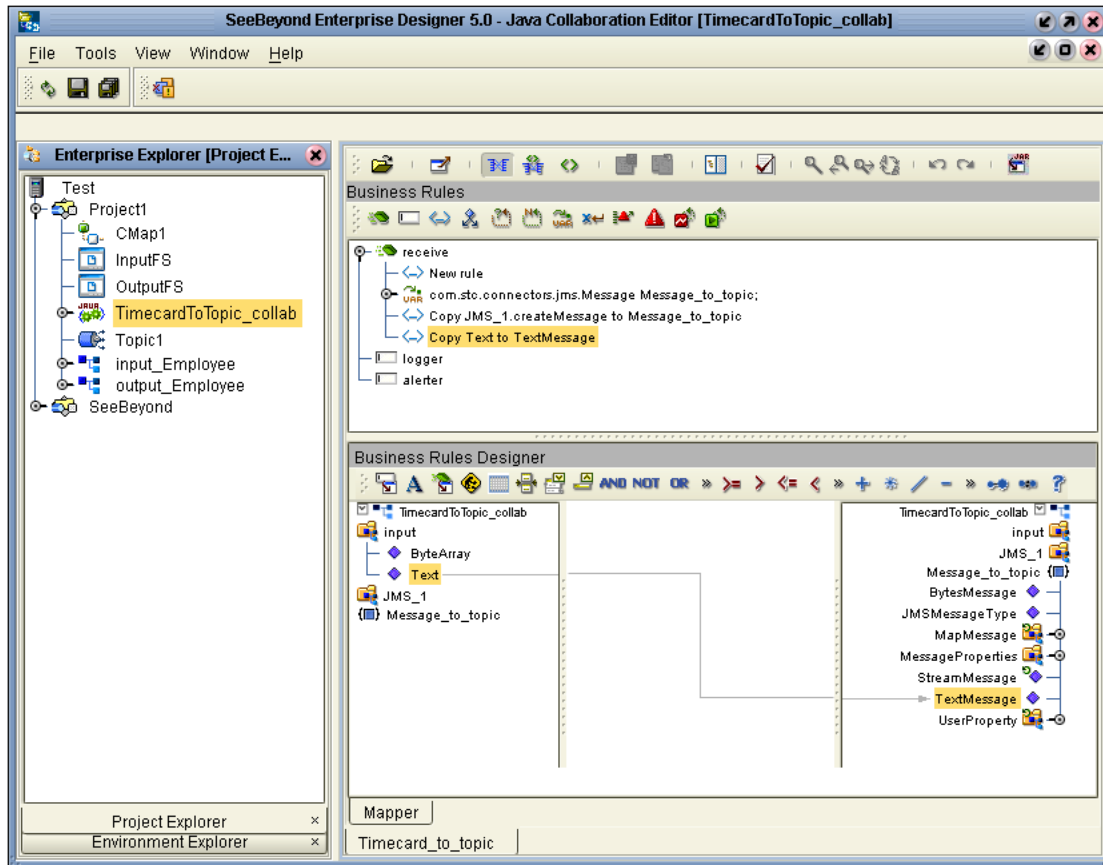 SeeBeyond Enterprise Designer 5.0 - Java Collaboration Editor [TimecardToTopic_collab]
File Tools View Window Help
Enterprise Explorer [Project E...
Test
Project1
CMap1
InputFS
OutputFS
TimecardToTopic_collab
Topic1
input_Employee
output_Employee
SeeBeyond
Project Explorer
Environment Explorer
Business Rules
receive
New rule
com.stc.connectors.jms.Message Message_to_topic;
Copy JMS_1.createMessage to Message_to_topic
Copy Text to TextMessage
logger
alerter
Business Rules Designer
AND NOT OR » >= > <= < » + * / - » ?
TimecardToTopic_collab
input
ByteArray
Text
JMS_1
Message_to_topic
TimecardToTopic_collab
input
JMS_1
Message_to_topic
BytesMessage
JMSMessageType
MapMessage
MessageProperties
StreamMessage
TextMessage
UserProperty
Mapper
Timecard_to_topic